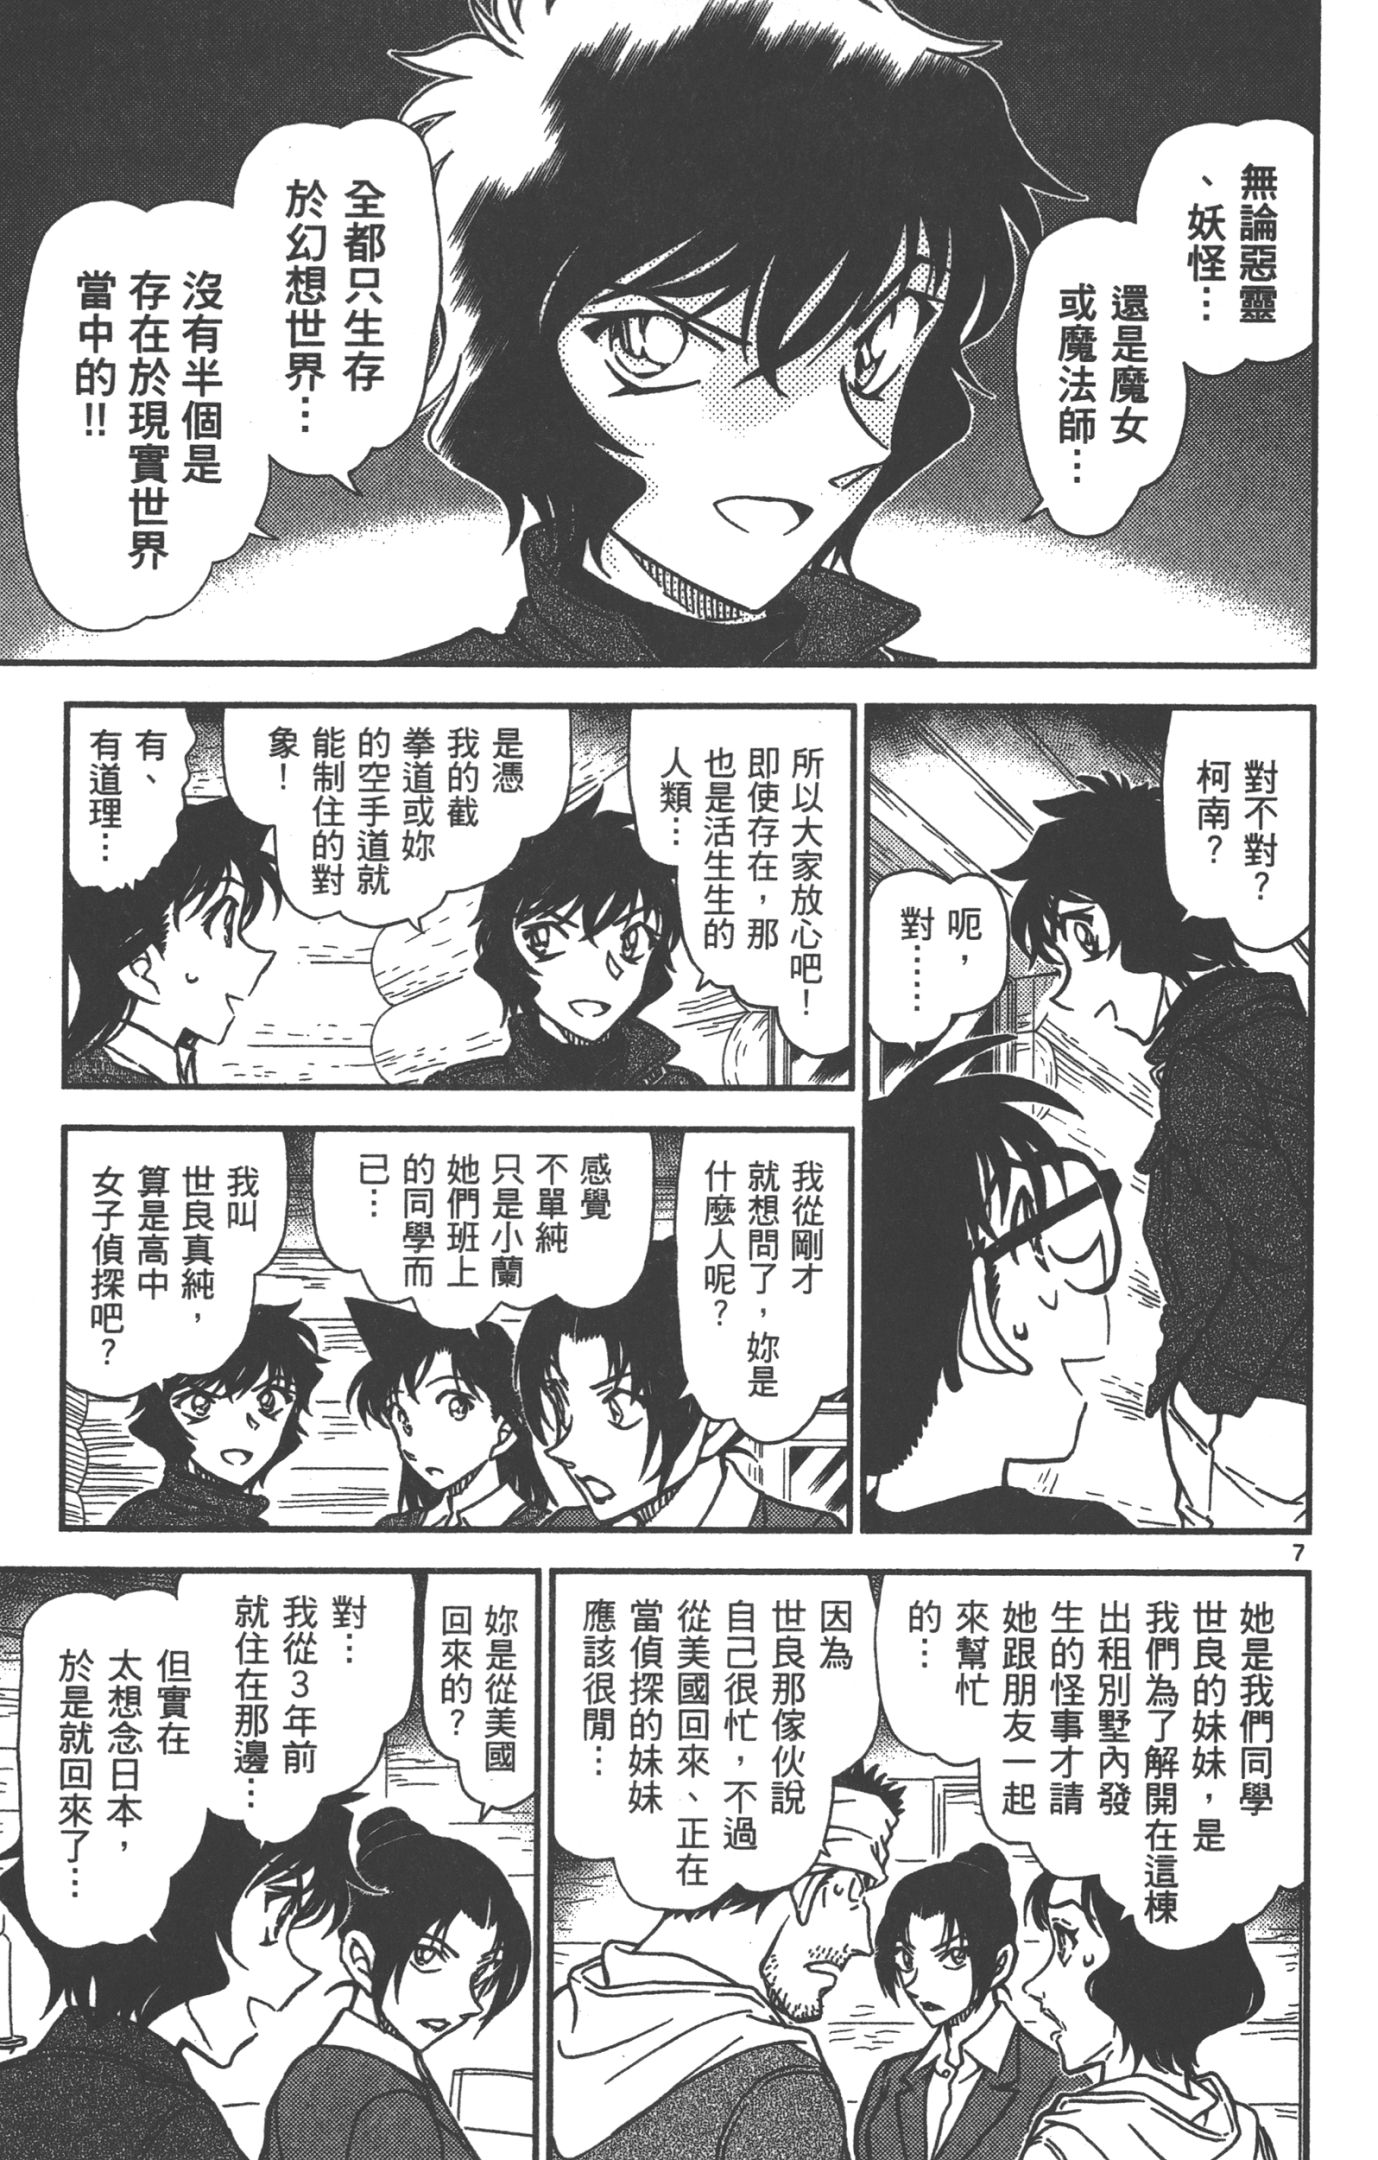 無論惡靈
、妖怪…
還是魔女
或魔法師…
全都只生存
於幻想世界…
沒有半個是
存在於現實世界
當中的!!
對不對?
柯南?
呃,
對……
所以大家放心吧!
即使存在,那
也是活生生的
人類…
是憑
我的截
拳道或妳
的空手道就
能制住的對
象!
有、
有道理…
我從剛才
就想問了,妳是
什麼人呢?
感覺
不單純
只是小蘭
她們班上
的同學而
已…
我叫
世良真純,
算是高中
女子偵探吧?
7
她是我們同學
世良的妹妹,是
我們為了解開在這棟
出租別墅內發
生的怪事才請
她跟朋友一起
來幫忙
的…
因為
世良那傢伙說
自己很忙,不過
從美國回來、正在
當偵探的妹妹
應該很閒…
妳是從美國
回來的?
對…
我從3年前
就住在那邊…
但實在
太想念日本,
於是就回來了…